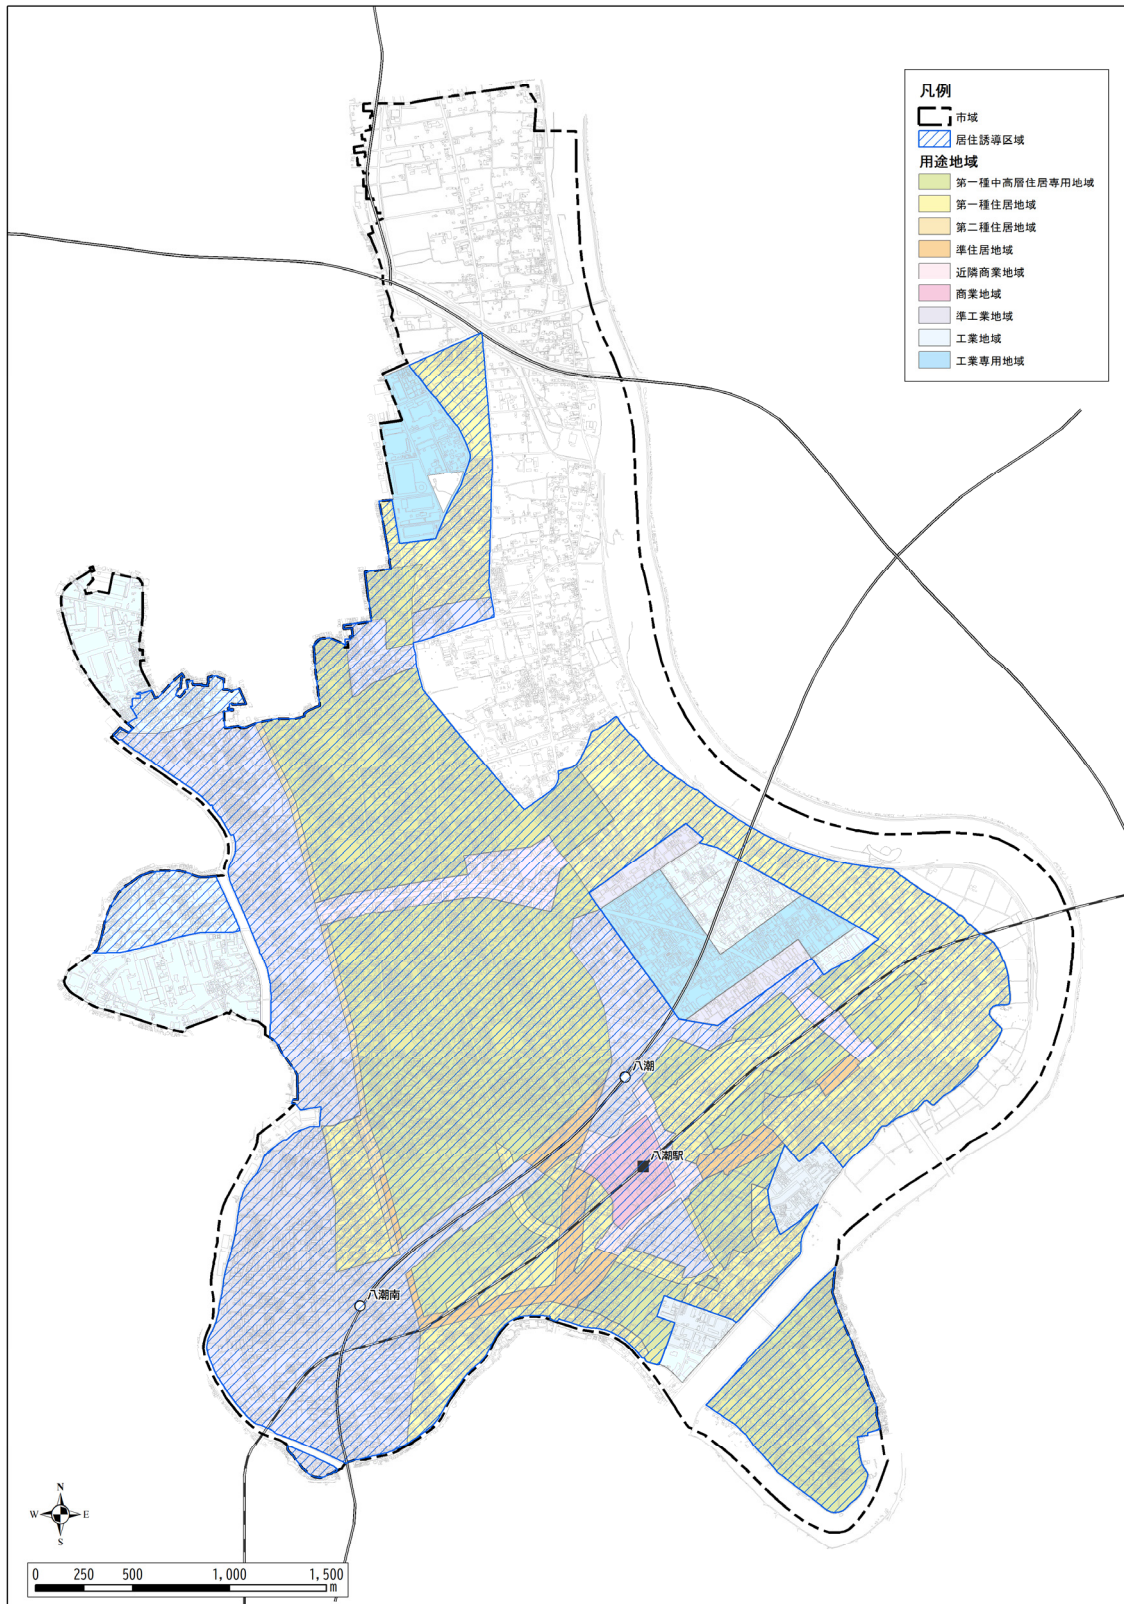 凡例
市域
居住誘導区域
用途地域
第一種中高層住居専用地域
第一種住居地域
第二種住居地域
準住居地域
近隣商業地域
商業地域
準工業地域
工業地域
工業専用地域
八潮
八潮駅
八潮南
N
W E
S
0 250 500 1,000 1,500
m